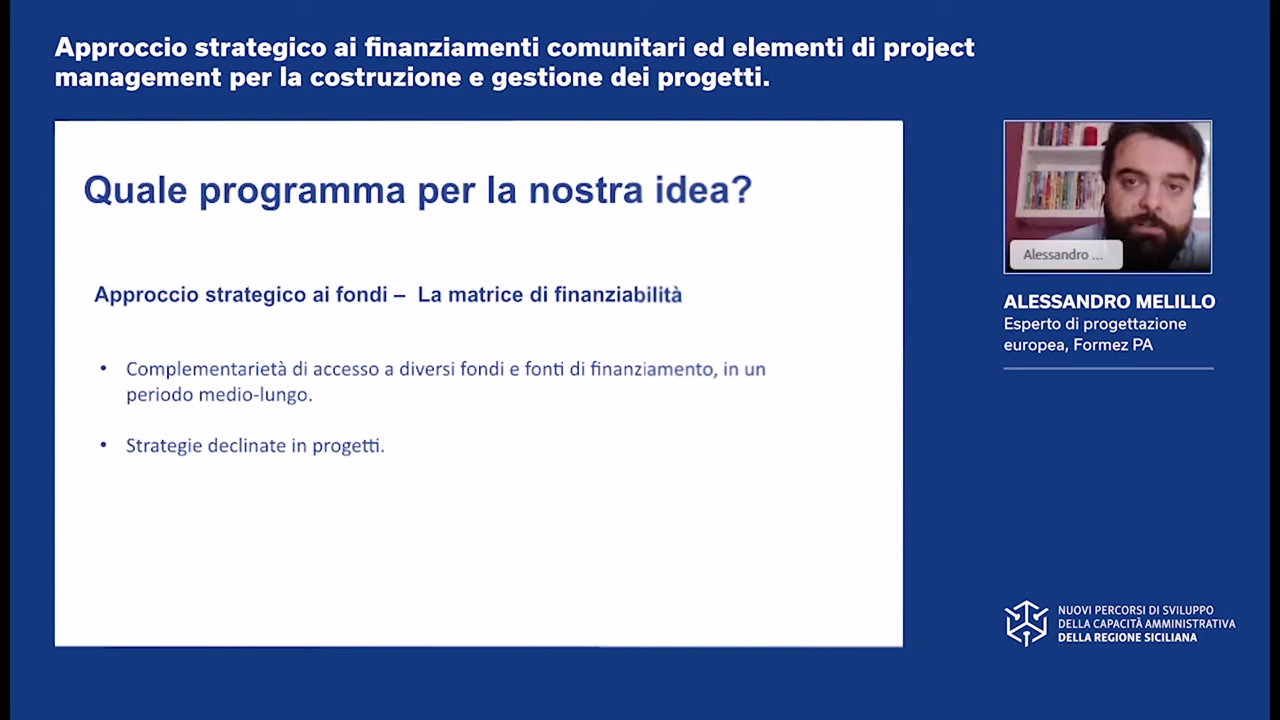 Approccio strategico ai finanziamenti comunitari ed elementi di project
management per la costruzione e gestione dei progetti.
Quale programma per la nostra idea?
Approccio strategico ai fondi – La matrice di finanziabilità
• Complementarietà di accesso a diversi fondi e fonti di finanziamento, in un
periodo medio-lungo.
• Strategie declinate in progetti.
Alessandro ...
ALESSANDRO MELILLO
Esperto di progettazione
europea, Formez PA
NUOVI PERCORSI DI SVILUPPO
DELLA CAPACITÀ AMMINISTRATIVA
DELLA REGIONE SICILIANA